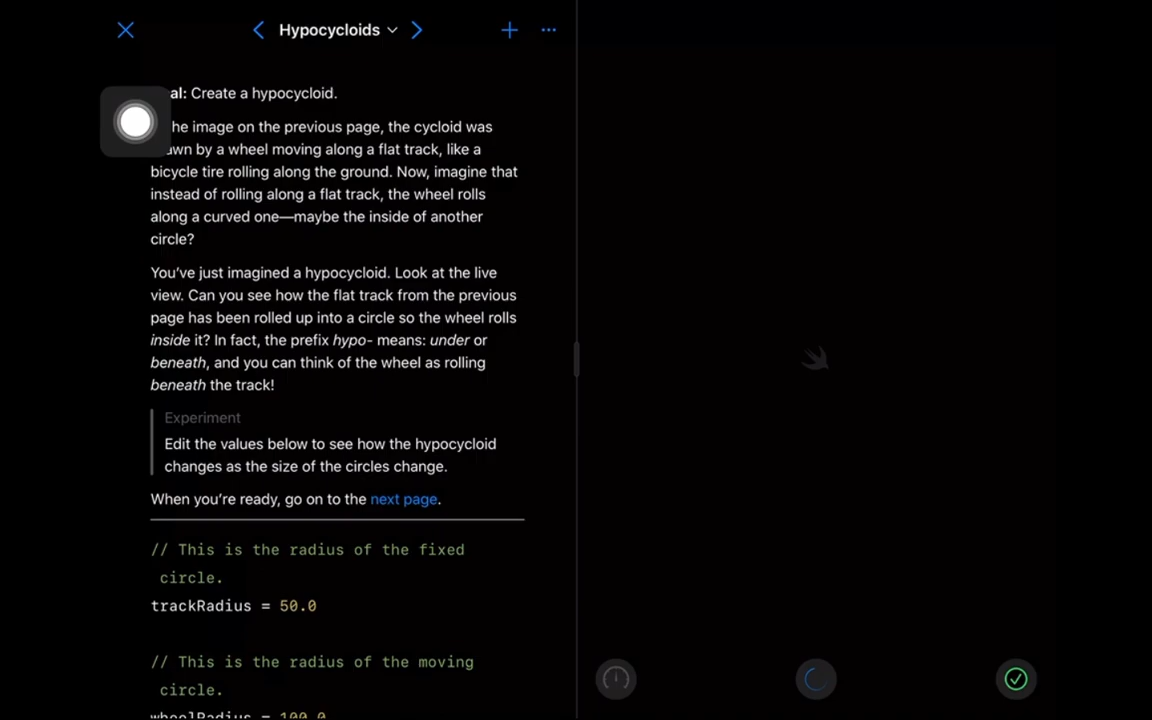 Hypocycloids
al: Create a hypocycloid.
he image on the previous page, the cycloid was
awn by a wheel moving along a flat track, like a
bicycle tire rolling along the ground. Now, imagine that
instead of rolling along a flat track, the wheel rolls
along a curved one—maybe the inside of another
circle?
You’ve just imagined a hypocycloid. Look at the live
view. Can you see how the flat track from the previous
page has been rolled up into a circle so the wheel rolls
inside it? In fact, the prefix hypo- means: under or
beneath, and you can think of the wheel as rolling
beneath the track!
Experiment
Edit the values below to see how the hypocycloid
changes as the size of the circles change.
When you’re ready, go on to the next page.
// This is the radius of the fixed
circle.
trackRadius = 50.0
// This is the radius of the moving
circle.
wheelRadius = 100.0